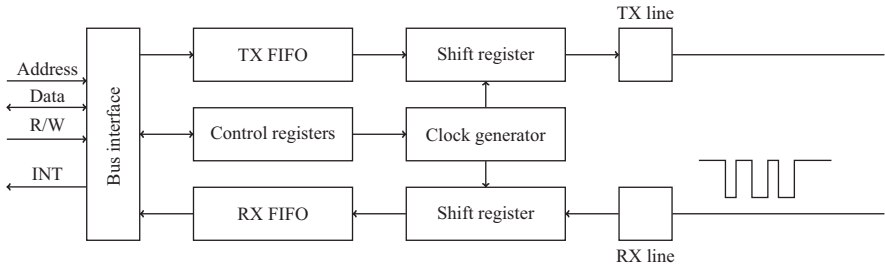 TX line
TX FIFO
Shift register
Address
Data
R/W
INT
Bus interface
Control registers
Clock generator
RX FIFO
Shift register
RX line